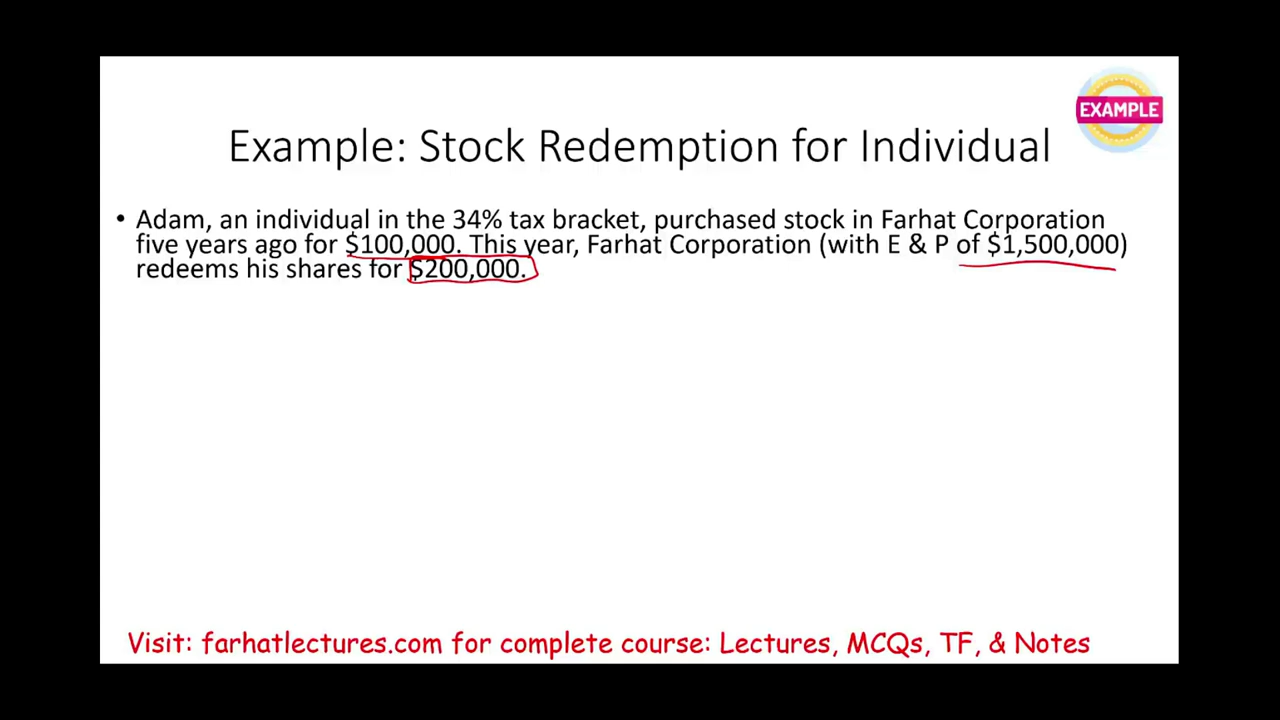 EXAMPLE
Example: Stock Redemption for Individual
• Adam, an individual in the 34% tax bracket, purchased stock in Farhat Corporation
five years ago for $100,000. This year, Farhat Corporation (with E & P of $1,500,000)
redeems his shares for $200,000.
Visit: farhatlectures.com for complete course: Lectures, MCQs, TF, & Notes